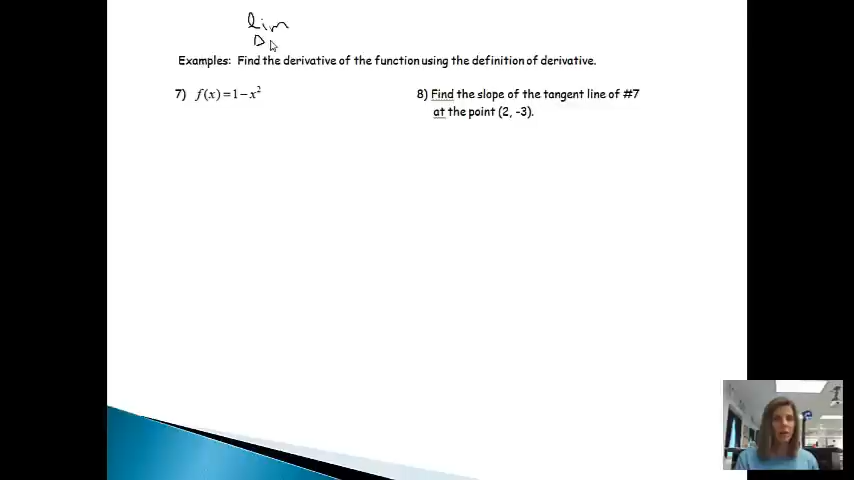 lim
Δ
Examples: Find the derivative of the function using the definition of derivative.
7) f(x)=1−x²
8) Find the slope of the tangent line of #7
at the point (2, -3).